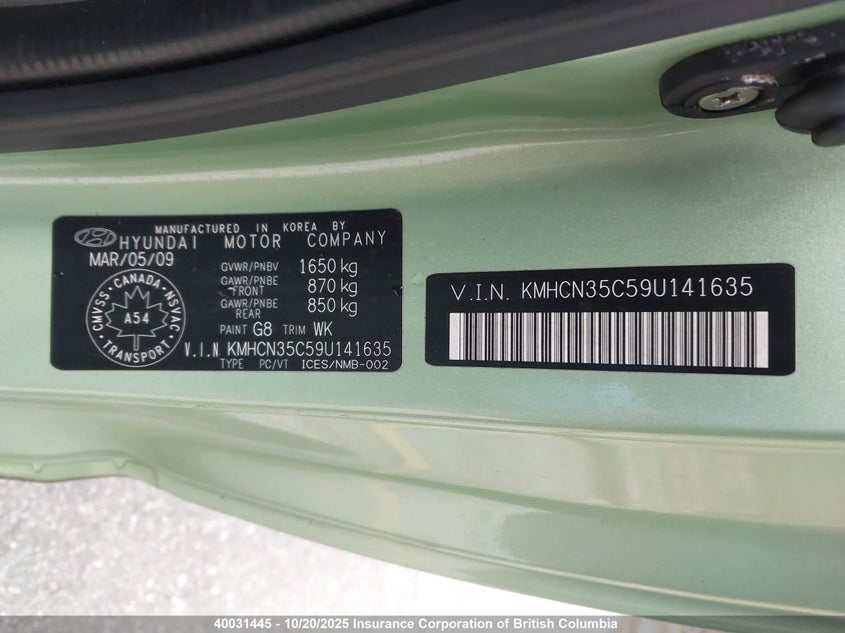 MANUFACTURED IN KOREA BY
HYUNDAI MOTOR COMPANY
MAR/05/09
GVWR/PNBV 1650 kg
GAWR/PNBE FRONT 870 kg
GAWR/PNBE REAR 850 kg
PAINT G8 TRIM WK
V.I.N. KMHCN35C59U141635
TYPE PC/VT ICES/NMB-002
CMVSS · CANADA · NSVAC
A54
TRANSPORT
V.I.N. KMHCN35C59U141635
40031445 - 10/20/2025 Insurance Corporation of British Columbia